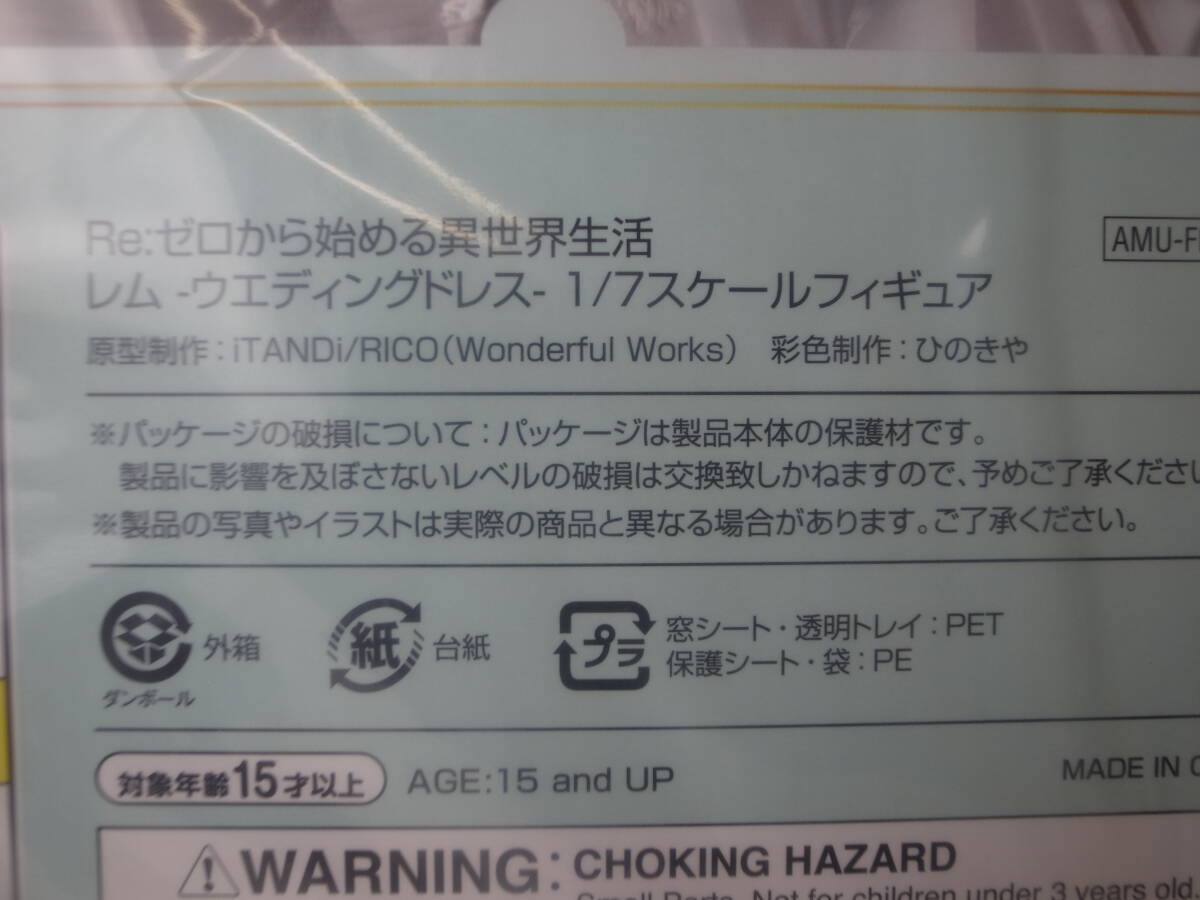 Re:ゼロから始める異世界生活
AMU-F
レム -ウエディングドレス- 1/7スケールフィギュア
原型制作：iTANDi/RICO(Wonderful Works) 彩色制作：ひのきや
※パッケージの破損について：パッケージは製品本体の保護材です。
製品に影響を及ぼさないレベルの破損は交換致しかねますので、予めご了承くださ
※製品の写真やイラストは実際の商品と異なる場合があります。ご了承ください。
外箱
ダンボール
紙 台紙
プラ
窓シート・透明トレイ：PET
保護シート・袋：PE
対象年齢15才以上 AGE:15 and UP
MADE IN
WARNING: CHOKING HAZARD
Small Parts. Not for children under 3 years old.